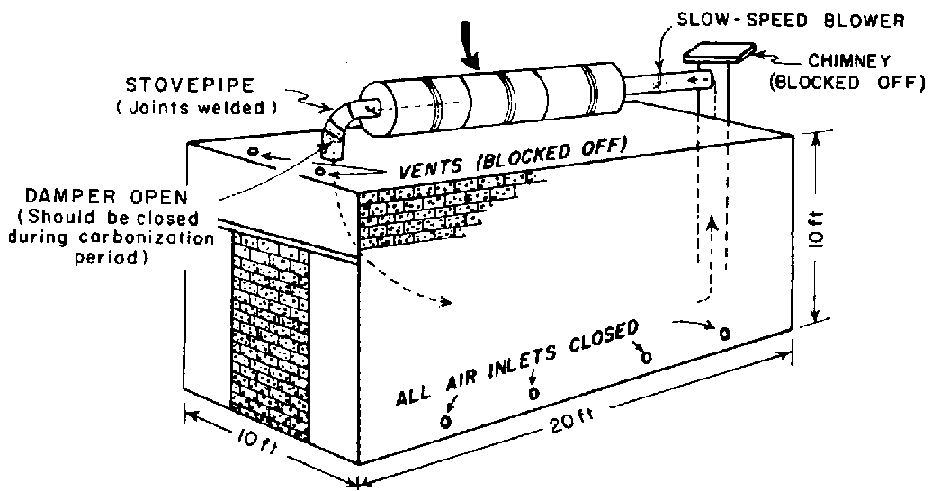 SLOW-SPEED BLOWER
CHIMNEY
(BLOCKED OFF)
STOVEPIPE
(Joints welded)
VENTS (BLOCKED OFF)
DAMPER OPEN
(Should be closed
during carbonization
period)
10 ft
ALL AIR INLETS CLOSED
10 ft
20 ft